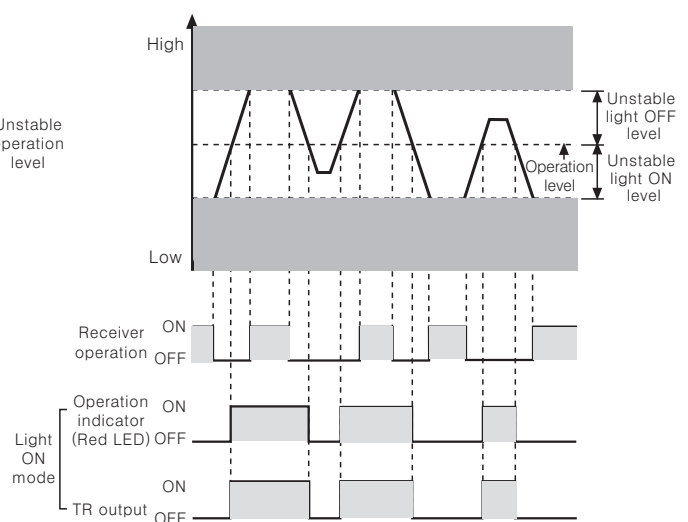 High
Unstable
operation
level
Low
Unstable
light OFF
level
Operation
level
Unstable
light ON
level
Receiver
operation
ON
OFF
Light
ON
mode
Operation
indicator
(Red LED)
ON
OFF
TR output
ON
OFF